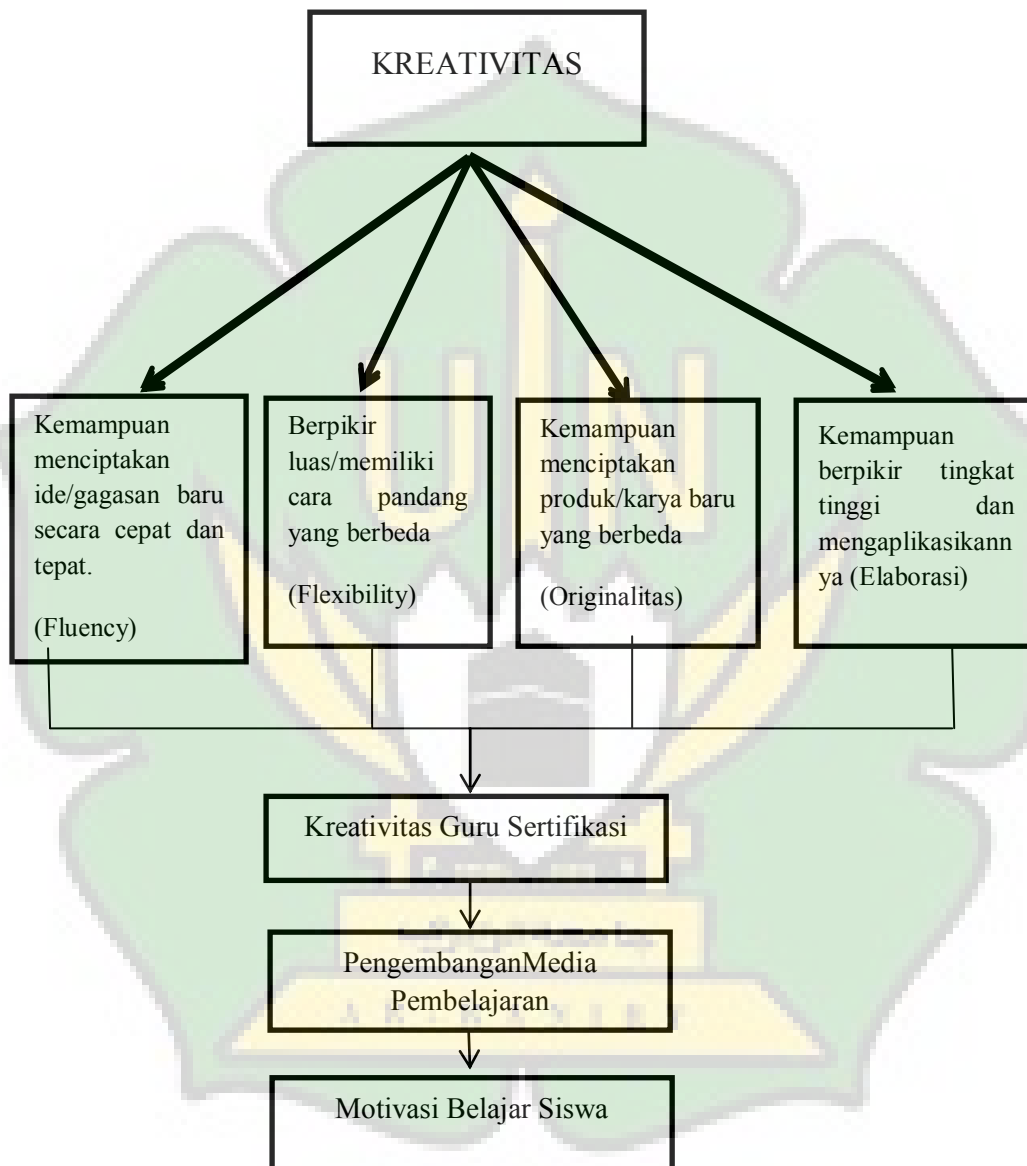 KREATIVITAS
Kemampuan
menciptakan
ide/gagasan baru
secara cepat dan
tepat.
(Fluency)
Berpikir
luas/memiliki
cara pandang
yang berbeda
(Flexibility)
Kemampuan
menciptakan
produk/karya baru
yang berbeda
(Originalitas)
Kemampuan
berpikir tingkat
tinggi dan
mengaplikasikann
ya (Elaborasi)
UIN
Kreativitas Guru Sertifikasi
PengembanganMedia
Pembelajaran
Motivasi Belajar Siswa